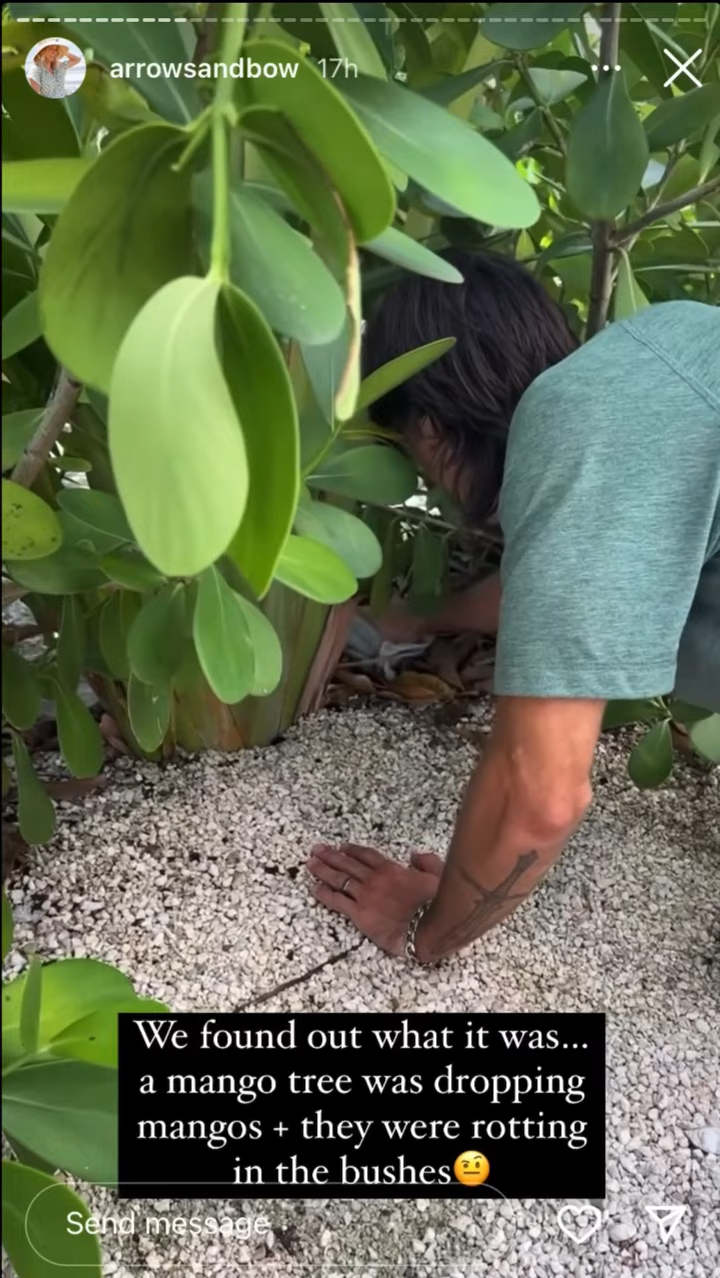 arrowsandbow 17h
We found out what it was...
a mango tree was dropping
mangos + they were rotting
in the bushes🤨
Send message